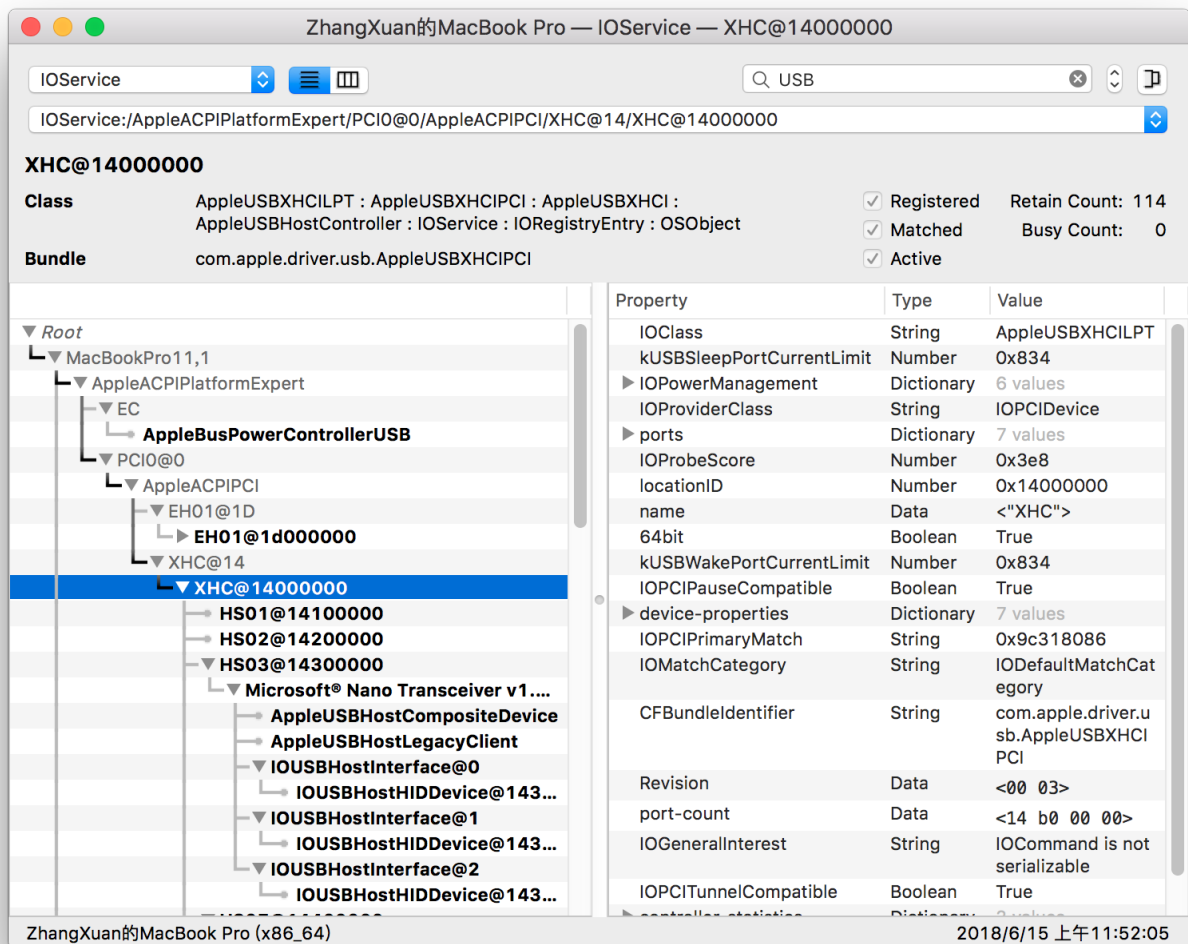 ZhangXuan的MacBook Pro — IOService — XHC@14000000
IOService
USB
IOService:/AppleACPIPlatformExpert/PCI0@0/AppleACPIPCI/XHC@14/XHC@14000000
XHC@14000000
Class
AppleUSBXHCILPT : AppleUSBXHCIPCI : AppleUSBXHCI :
AppleUSBHostController : IOService : IORegistryEntry : OSObject
Bundle
com.apple.driver.usb.AppleUSBXHCIPCI
Registered
Matched
Active
Retain Count: 114
Busy Count: 0
Root
MacBookPro11,1
AppleACPIPlatformExpert
EC
AppleBusPowerControllerUSB
PCI0@0
AppleACPIPCI
EH01@1D
EH01@1d000000
XHC@14
XHC@14000000
HS01@14100000
HS02@14200000
HS03@14300000
Microsoft® Nano Transceiver v1....
AppleUSBHostCompositeDevice
AppleUSBHostLegacyClient
IOUSBHostInterface@0
IOUSBHostHIDDevice@143...
IOUSBHostInterface@1
IOUSBHostHIDDevice@143...
IOUSBHostInterface@2
IOUSBHostHIDDevice@143...
Property Type Value
IOClass String AppleUSBXHCILPT
kUSBSleepPortCurrentLimit Number 0x834
IOPowerManagement Dictionary 6 values
IOProviderClass String IOPCIDevice
ports Dictionary 7 values
IOProbeScore Number 0x3e8
locationID Number 0x14000000
name Data <"XHC">
64bit Boolean True
kUSBWakePortCurrentLimit Number 0x834
IOPCIPauseCompatible Boolean True
device-properties Dictionary 7 values
IOPCIPrimaryMatch String 0x9c318086
IOMatchCategory String IODefaultMatchCat
egory
CFBundleIdentifier String com.apple.driver.u
sb.AppleUSBXHCI
PCI
Revision Data <00 03>
port-count Data <14 b0 00 00>
IOGeneralInterest String IOCommand is not
serializable
IOPCITunnelCompatible Boolean True
ZhangXuan的MacBook Pro (x86_64)
2018/6/15 上午11:52:05